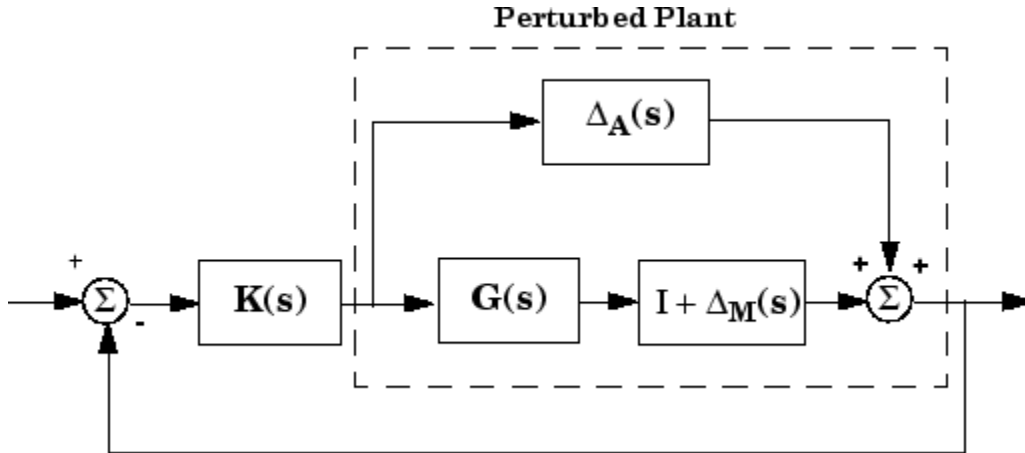 Perturbed Plant
Δ_A(s)
+
Σ
-
K(s)
G(s)
I + Δ_M(s)
+
+
Σ